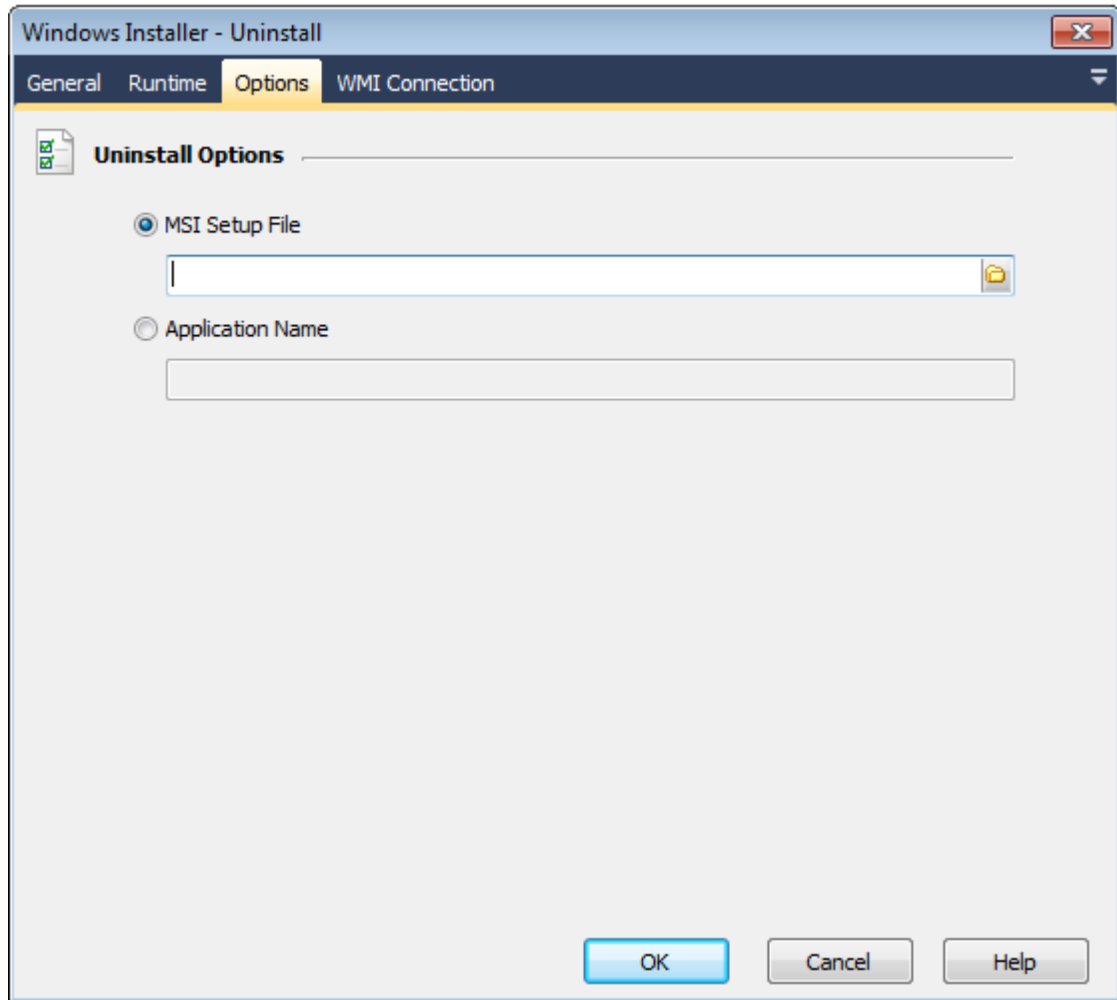 Windows Installer - Uninstall
General Runtime Options WMI Connection
Uninstall Options
MSI Setup File
Application Name
OK Cancel Help